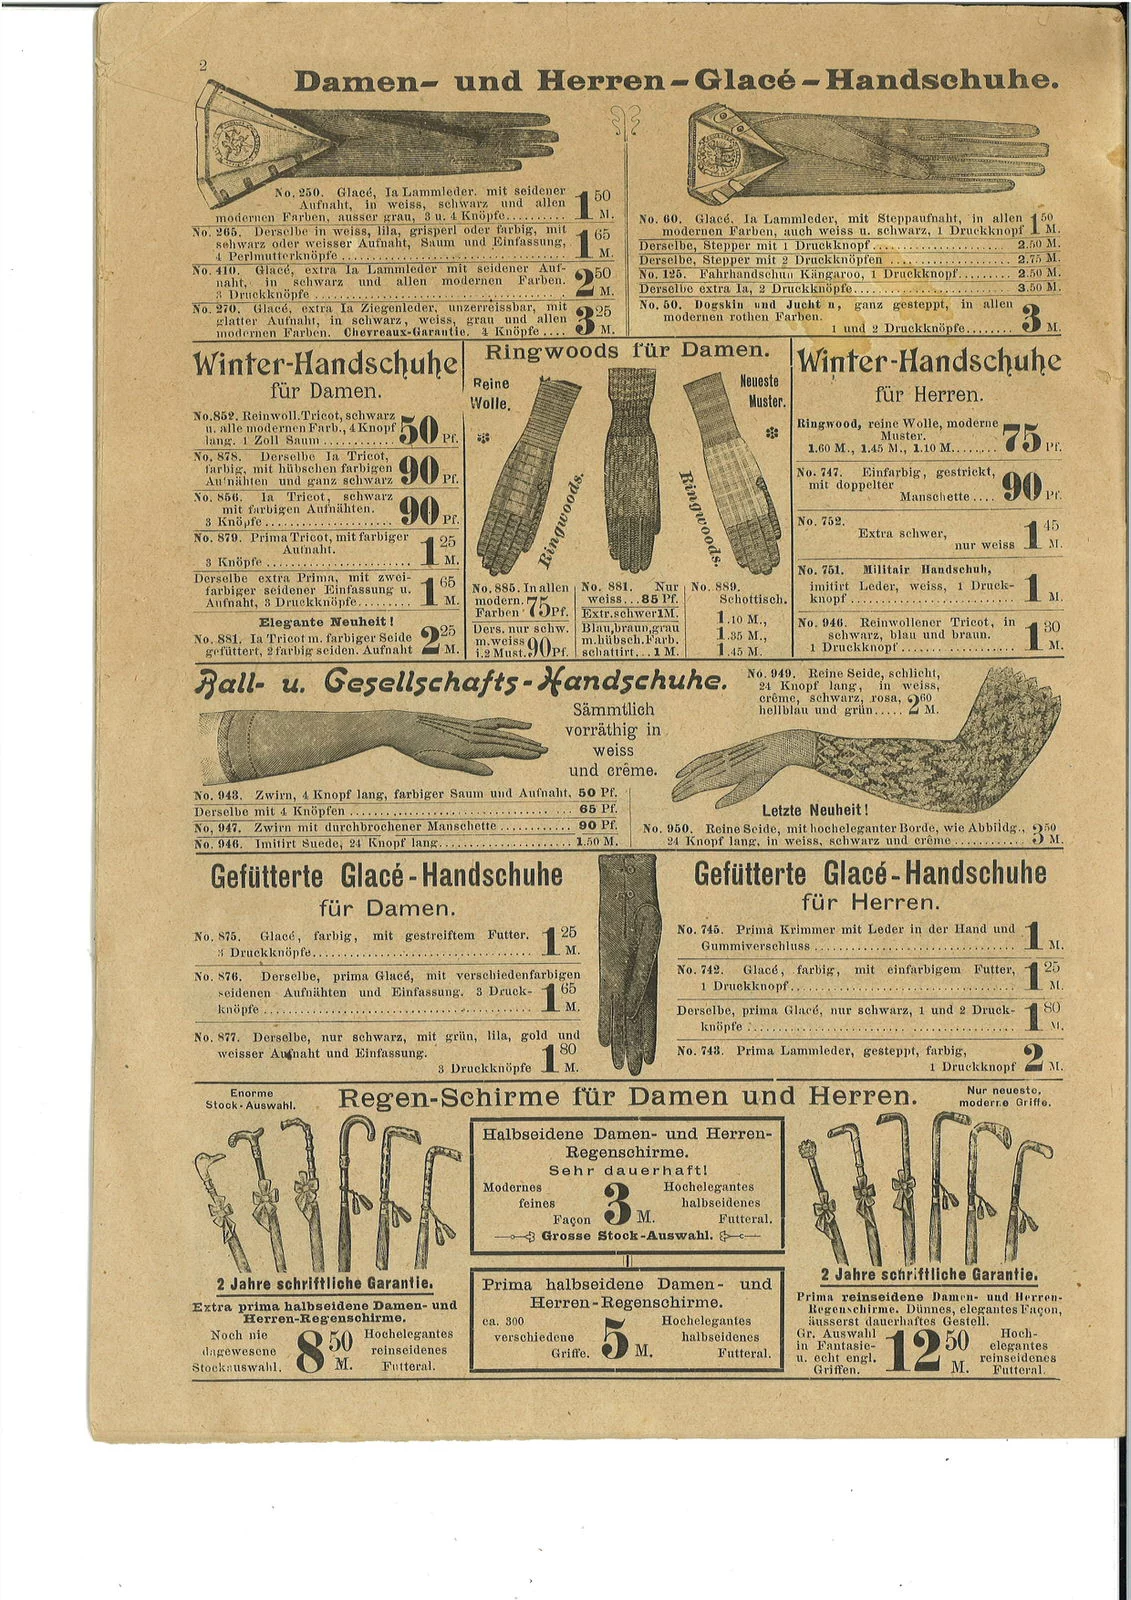 2
Damen- und Herren-Glacé-Handschuhe.
No. 250. Glacé, Ia Lammleder, mit seidener
Aufnaht, in weiss, schwarz und allen
modernen Farben, ausser grau, 3 u. 4 Knöpfe.......... 1 50 M.
No. 265. Derselbe in weiss, lila, grisperl oder farbig, mit
schwarz oder weisser Aufnaht, Saum und Einfassung,
4 Perlmutterknöpfe .......... 1 65 M.
No. 410. Glacé, extra Ia Lammleder mit seidener Auf-
naht, in schwarz und allen modernen Farben.
3 Druckknöpfe .......... 2 50 M.
No. 270. Glacé, extra Ia Ziegenleder, unzerreissbar, mit
glatter Aufnaht, in schwarz, weiss, grau und allen
modernen Farben. Chevreaux-Garantie. 4 Knöpfe .... 3 25 M.
No. 60. Glacé, Ia Lammleder, mit Steppaufnaht, in allen
modernen Farben, auch weiss u. schwarz, 1 Druckknopf 1 50 M.
Derselbe, Stepper mit 1 Druckknopf .......... 2.50 M.
Derselbe, Stepper mit 2 Druckknöpfen .......... 2.75 M.
No. 125. Fahrhandschuh Kängaroo, 1 Druckknopf.......... 2.50 M.
Derselbe extra Ia, 2 Druckknöpfe.......... 3.50 M.
No. 50. Dogskin und Jucht n, ganz gesteppt, in allen
modernen rothen Farben.
1 und 2 Druckknöpfe........ 3 M.
Winter-Handschuhe
für Damen.
No. 852. Reinwoll. Tricot, schwarz
u. alle modernen Farb., 4 Knopf
lang, 1 Zoll Saum .......... 50 Pf.
No. 878. Derselbe Ia Tricot,
farbig, mit hübschen farbigen
Aufnähten und ganz schwarz 90 Pf.
No. 856. Ia Tricot, schwarz
mit farbigen Aufnähten.
3 Knöpfe .......... 90 Pf.
No. 879. Prima Tricot, mit farbiger
Aufnaht.
3 Knöpfe .......... 1 25 M.
Derselbe extra Prima, mit zwei-
farbiger seidener Einfassung u.
Aufnaht, 3 Druckknöpfe......... 1 65 M.
Elegante Neuheit!
No. 881. Ia Tricot m. farbiger Seide
gefüttert, 2 farbig seiden. Aufnaht 2 25 M.
Ringwoods für Damen.
Reine
Wolle.
Neueste
Muster.
Ringwoods.
Ringwoods.
No. 885. In allen
modern.
Farben 75 Pf.
Ders. nur schw.
m. weiss
i. 2 Must. 90 Pf.
No. 881. Nur
weiss... 85 Pf.
Extr. schwer 1 M.
Blau, braun, grau
m. hübsch. Farb.
schattirt... 1 M.
No. 889.
Schottisch.
1.10 M.,
1.35 M.,
1.45 M.
Winter-Handschuhe
für Herren.
Ringwood, reine Wolle, moderne
Muster.
1.60 M., 1.45 M., 1.10 M........ 75 Pf.
No. 747. Einfarbig, gestrickt,
mit doppelter
Manschette .... 90 Pf.
No. 752.
Extra schwer,
nur weiss 1 45 M.
No. 751. Militair Handschuh,
imitirt Leder, weiss, 1 Druck-
knopf .......... 1 M.
No. 946. Reinwollener Tricot, in
schwarz, blau und braun.
1 Druckknopf .......... 1 30 M.
Ball- u. Gesellschafts-Handschuhe.
Sämmtlich
vorräthig in
weiss
und crême.
No. 949. Reine Seide, schlicht,
24 Knopf lang, in weiss,
crême, schwarz, rosa,
hellblau und grün..... 2 60 M.
No. 943. Zwirn, 4 Knopf lang, farbiger Saum und Aufnaht. 50 Pf.
Derselbe mit 4 Knöpfen .......... 65 Pf.
No. 947. Zwirn mit durchbrochener Manschette .......... 90 Pf.
No. 946. Imitirt Suede, 24 Knopf lang.......... 1.50 M.
Letzte Neuheit!
No. 950. Reine Seide, mit hocheleganter Borde, wie Abbildg.,
24 Knopf lang, in weiss, schwarz und crême .......... 3 50 M.
Gefütterte Glacé-Handschuhe
für Damen.
No. 875. Glacé, farbig, mit gestreiftem Futter.
3 Druckknöpfe.......... 1 25 M.
No. 876. Derselbe, prima Glacé, mit verschiedenfarbigen
seidenen Aufnähten und Einfassung. 3 Druck-
knöpfe .......... 1 65 M.
No. 877. Derselbe, nur schwarz, mit grün, lila, gold und
weisser Aufnaht und Einfassung.
3 Druckknöpfe 1 80 M.
Gefütterte Glacé-Handschuhe
für Herren.
No. 745. Prima Krimmer mit Leder in der Hand und
Gummiverschluss .......... 1 M.
No. 742. Glacé, farbig, mit einfarbigem Futter,
1 Druckknopf.......... 1 25 M.
Derselbe, prima Glacé, nur schwarz, 1 und 2 Druck-
knöpfe .......... 1 80 M.
No. 743. Prima Lammleder, gesteppt, farbig,
1 Druckknopf 2 M.
Enorme
Stock-Auswahl.
Regen-Schirme für Damen und Herren.
Nur neueste,
moderne Griffe.
2 Jahre schriftliche Garantie.
Extra prima halbseidene Damen- und
Herren-Regenschirme.
Noch nie
dagewesene
Stockauswahl.
8 50 M.
Hochelegantes
reinseidenes
Futteral.
Halbseidene Damen- und Herren-
Regenschirme.
Sehr dauerhaft!
Modernes
feines
Façon
3 M.
Hochelegantes
halbseidenes
Futteral.
Grosse Stock-Auswahl.
Prima halbseidene Damen- und
Herren-Regenschirme.
ca. 300
verschiedene
Griffe.
5 M.
Hochelegantes
halbseidenes
Futteral.
2 Jahre schriftliche Garantie.
Prima reinseidene Damen- und Herren-
Regenschirme. Dünnes, elegantes Façon,
äusserst dauerhaftes Gestell.
Gr. Auswahl
in Fantasie-
u. echt engl.
Griffen.
12 50 M.
Hoch-
elegantes
reinseidenes
Futteral.